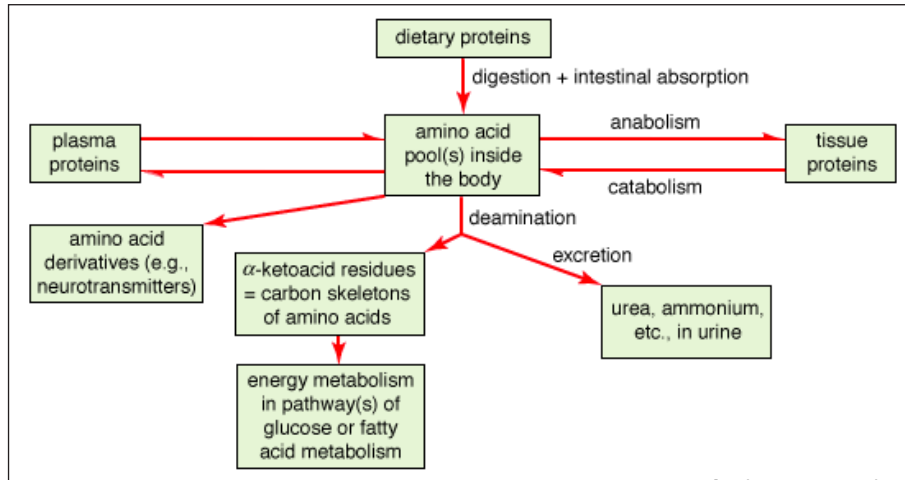 dietary proteins
digestion + intestinal absorption
plasma
proteins
amino acid
pool(s) inside
the body
anabolism
catabolism
tissue
proteins
deamination
amino acid
derivatives (e.g.,
neurotransmitters)
α-ketoacid residues
= carbon skeletons
of amino acids
excretion
urea, ammonium,
etc., in urine
energy metabolism
in pathway(s) of
glucose or fatty
acid metabolism